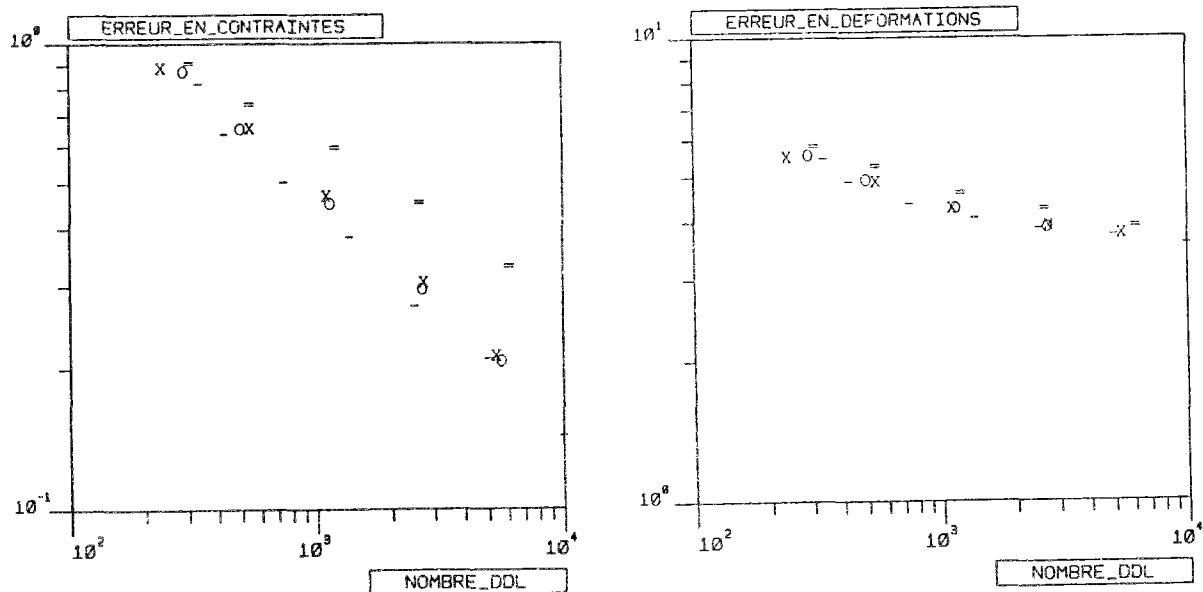 ERREUR_EN_CONTRAINTES
10⁰
10⁻¹
10²
10³
10⁴
NOMBRE_DDL
ERREUR_EN_DEFORMATIONS
10¹
10⁰
10²
10³
10⁴
NOMBRE_DDL